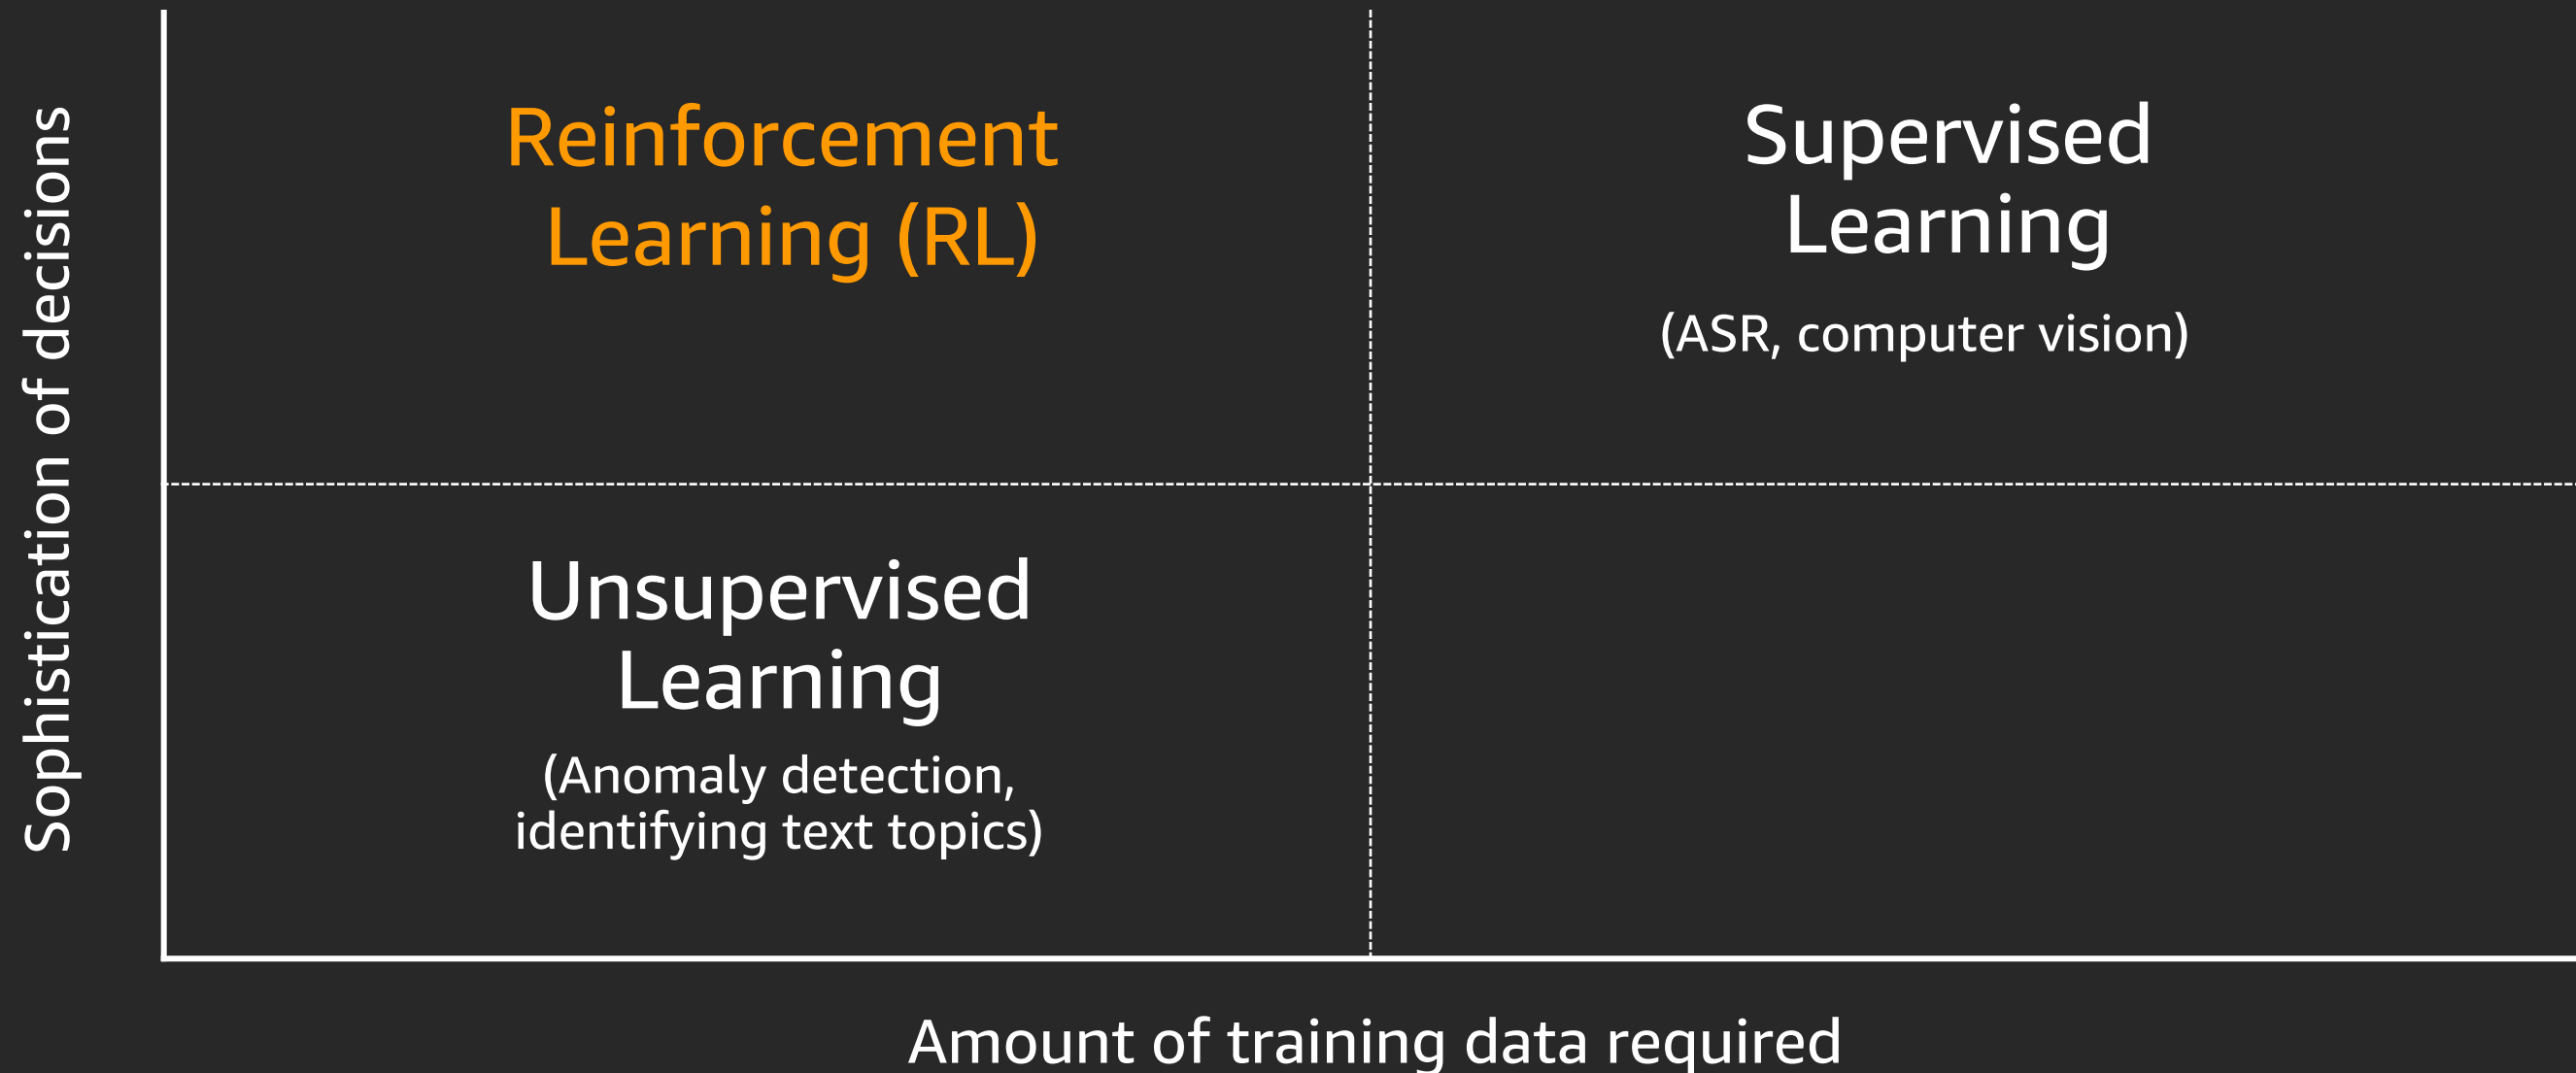 Sophistication of decisions
Reinforcement
Learning (RL)
Supervised
Learning
(ASR, computer vision)
Unsupervised
Learning
(Anomaly detection,
identifying text topics)
Amount of training data required